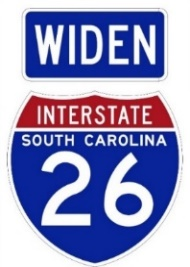 WIDEN
INTERSTATE
SOUTH CAROLINA
26